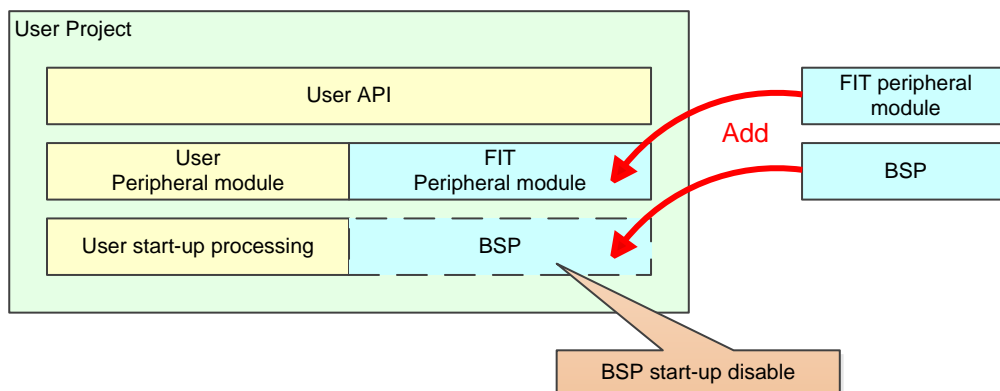 User Project
User API
FIT peripheral
module
Add
User
Peripheral module
FIT
Peripheral module
BSP
User start-up processing
BSP
BSP start-up disable